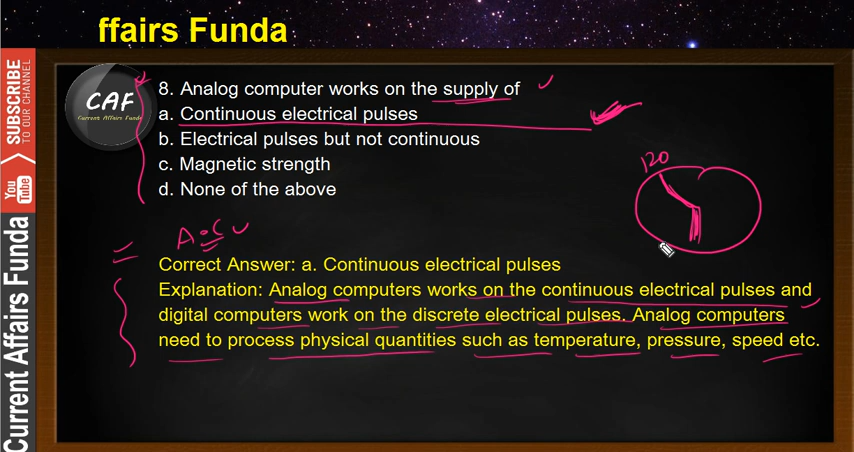 ffairs Funda
SUBSCRIBE
TO OUR CHANNEL
You
Tube
Current Affairs Funda
CAF
Current Affairs Funda
8. Analog computer works on the supply of
a. Continuous electrical pulses
b. Electrical pulses but not continuous
c. Magnetic strength
d. None of the above
120
Correct Answer: a. Continuous electrical pulses
Explanation: Analog computers works on the continuous electrical pulses and
digital computers work on the discrete electrical pulses. Analog computers
need to process physical quantities such as temperature, pressure, speed etc.